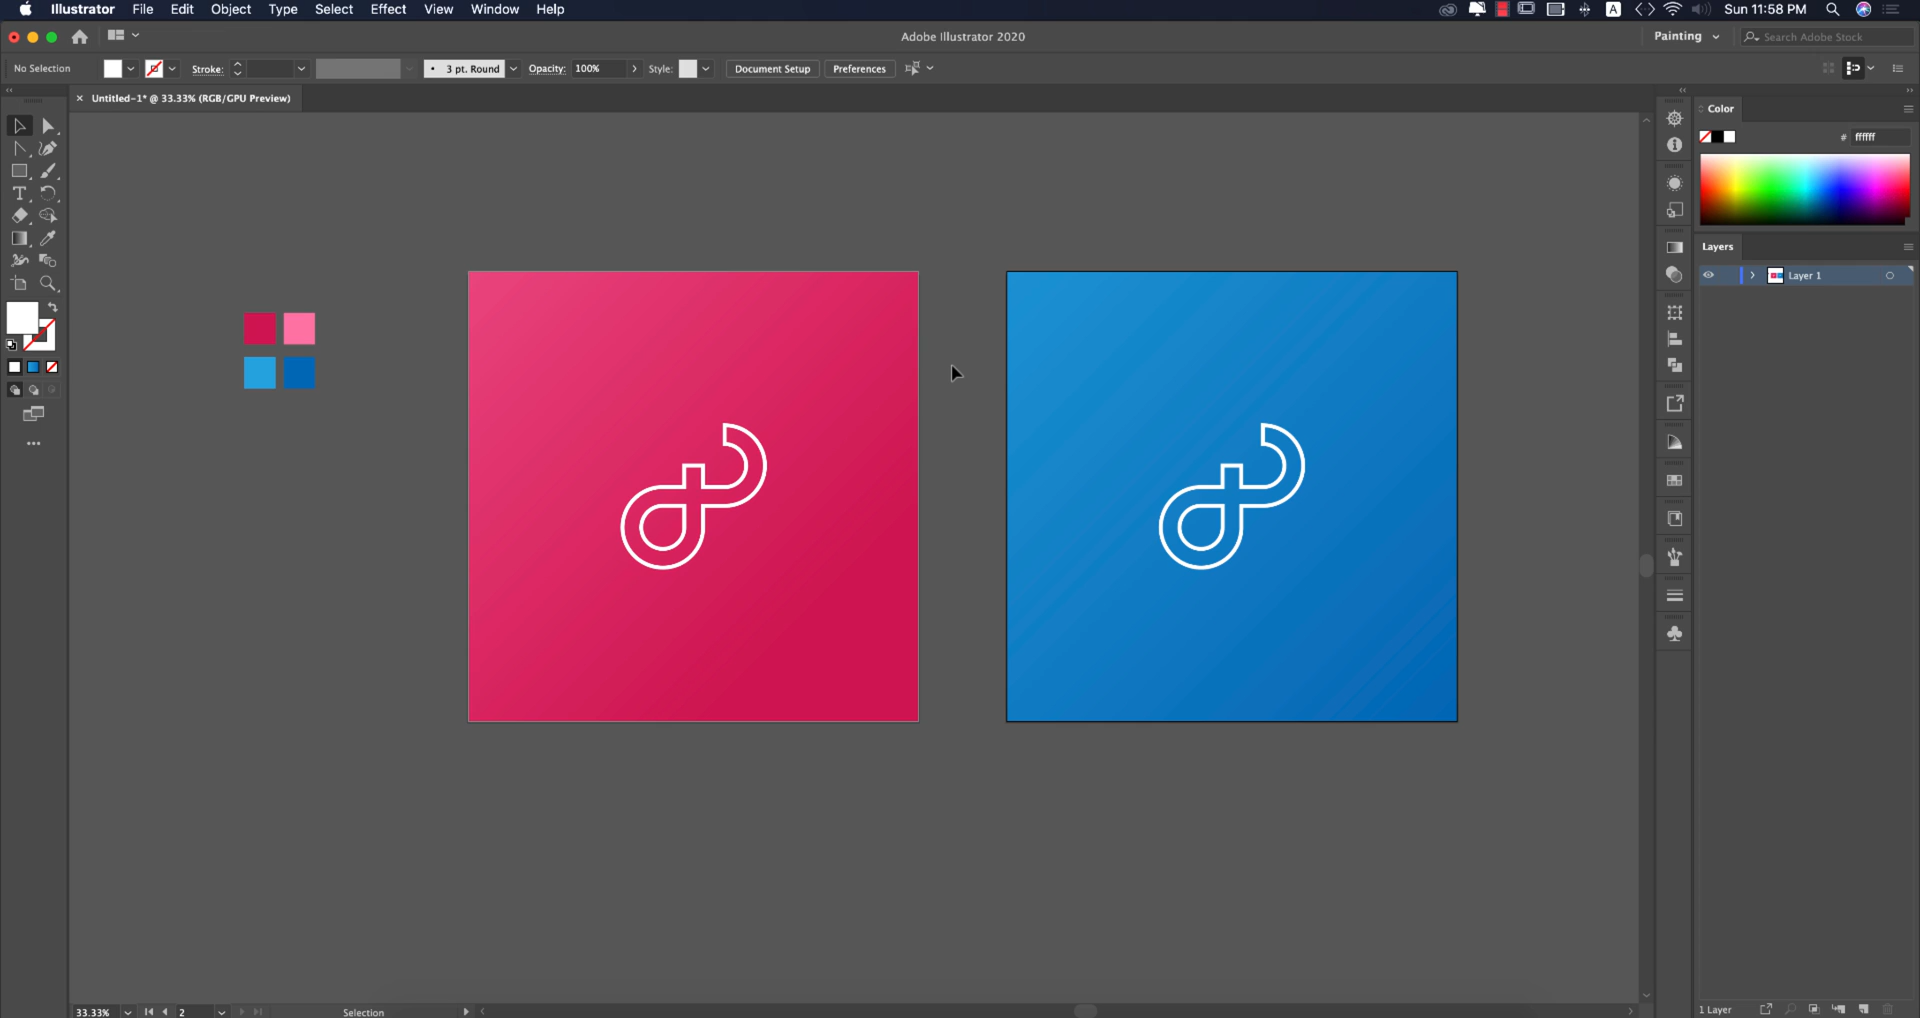 Illustrator File Edit Object Type Select Effect View Window Help
A Sun 11:58 PM
Adobe Illustrator 2020
Painting
Search Adobe Stock
No Selection Stroke: 3 pt. Round Opacity: 100% Style: Document Setup Preferences
Untitled-1* @ 33.33% (RGB/GPU Preview)
Color
# ffffff
Layers
Layer 1
33.33% 2 Selection
1 Layer